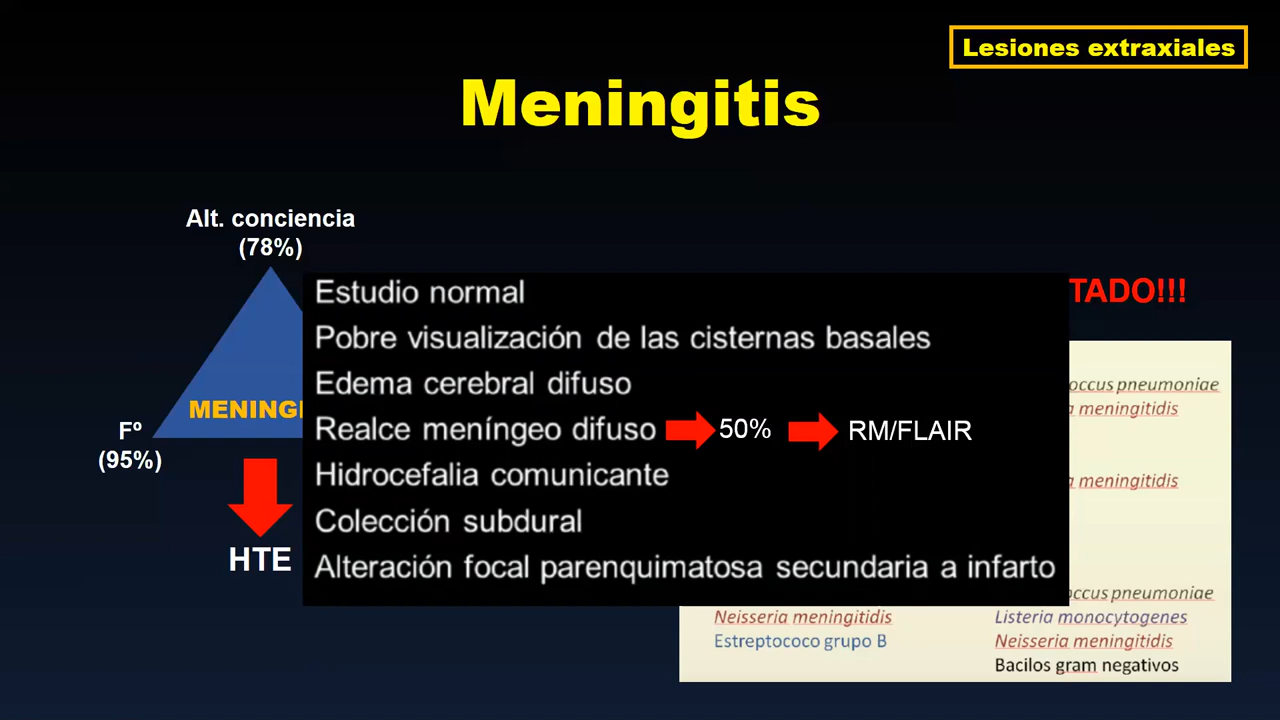 Lesiones extraxiales
Meningitis
Alt. conciencia
(78%)
MENINGI
Fº
(95%)
HTE
Estudio normal
Pobre visualización de las cisternas basales
Edema cerebral difuso
Realce meníngeo difuso 50% RM/FLAIR
Hidrocefalia comunicante
Colección subdural
Alteración focal parenquimatosa secundaria a infarto
TADO!!!
occus pneumoniae
a meningitidis
a meningitidis
occus pneumoniae
Neisseria meningitidis Listeria monocytogenes
Estreptococo grupo B Neisseria meningitidis
Bacilos gram negativos